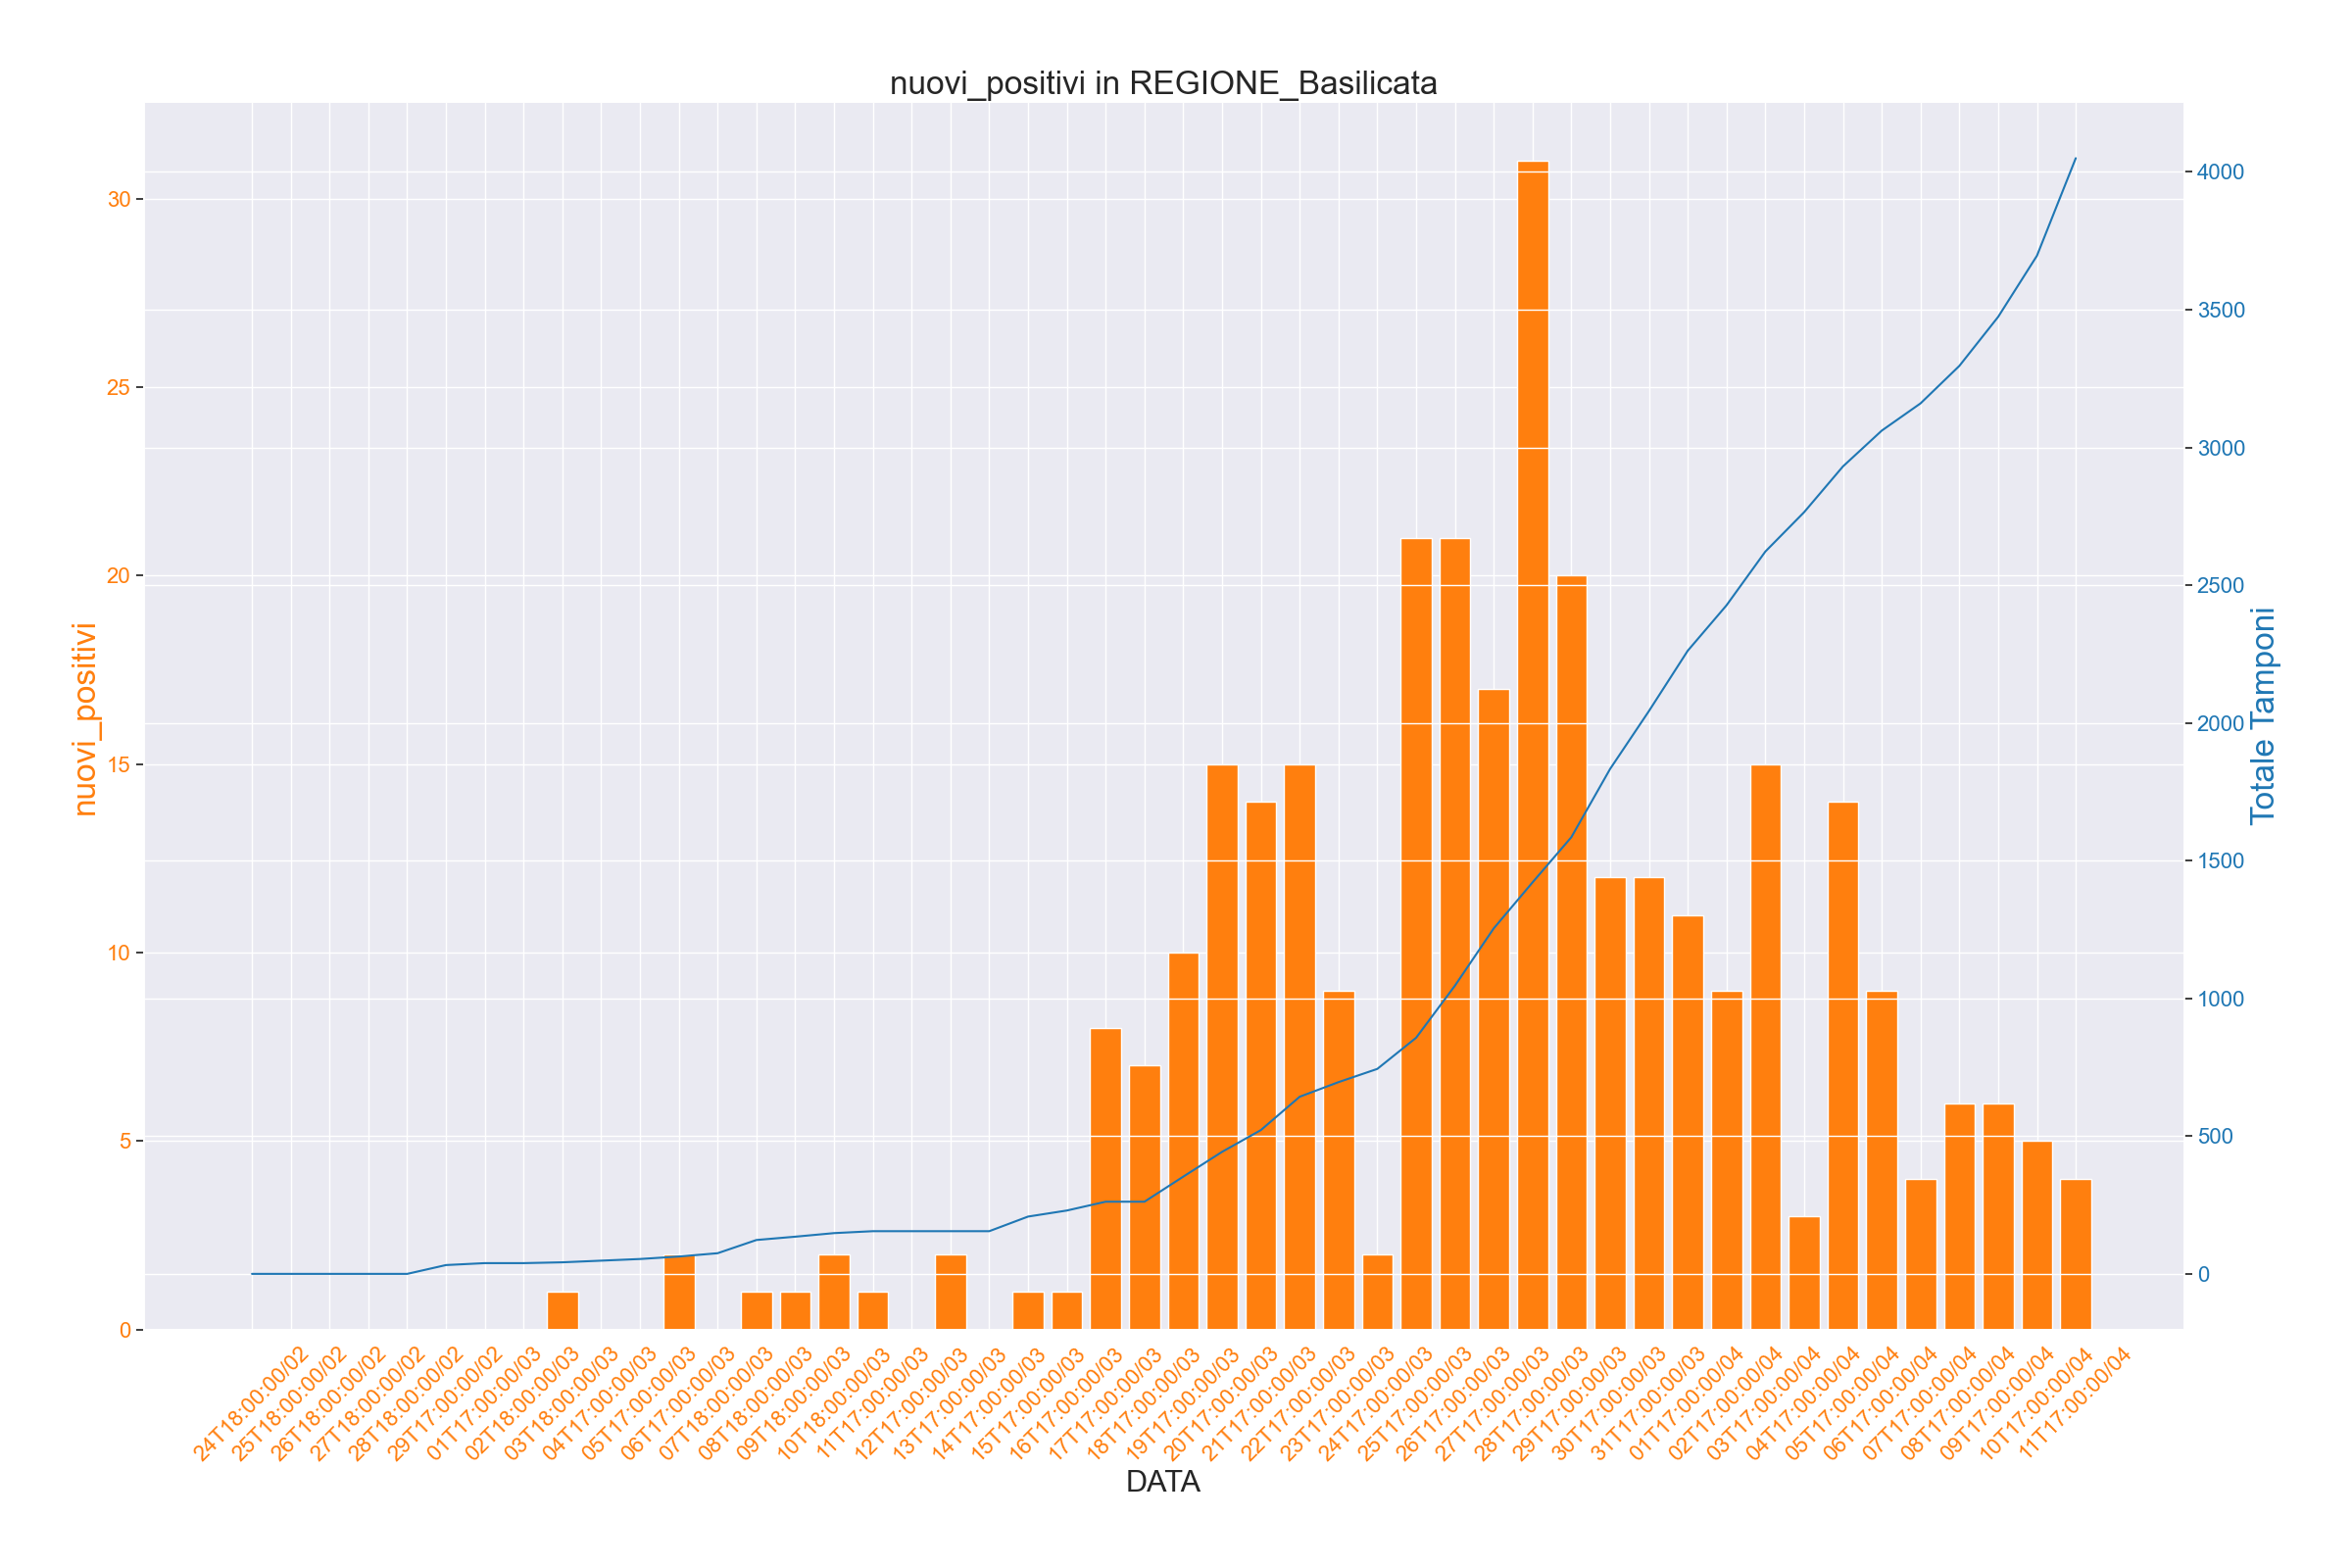 nuovi_positivi in REGIONE_Basilicata
nuovi_positivi
30
25
20
15
10
5
0
4000
3500
3000
2500
2000
1500
1000
500
0
Totale Tamponi
24T18:00:00/02
25T18:00:00/02
26T18:00:00/02
27T18:00:00/02
28T18:00:00/02
29T17:00:00/02
01T17:00:00/03
02T18:00:00/03
03T18:00:00/03
04T17:00:00/03
05T17:00:00/03
06T17:00:00/03
07T18:00:00/03
08T18:00:00/03
09T18:00:00/03
10T18:00:00/03
11T17:00:00/03
12T17:00:00/03
13T17:00:00/03
14T17:00:00/03
15T17:00:00/03
16T17:00:00/03
17T17:00:00/03
18T17:00:00/03
19T17:00:00/03
20T17:00:00/03
21T17:00:00/03
22T17:00:00/03
23T17:00:00/03
24T17:00:00/03
25T17:00:00/03
26T17:00:00/03
27T17:00:00/03
28T17:00:00/03
29T17:00:00/03
30T17:00:00/03
31T17:00:00/03
01T17:00:00/04
02T17:00:00/04
03T17:00:00/04
04T17:00:00/04
05T17:00:00/04
06T17:00:00/04
07T17:00:00/04
08T17:00:00/04
09T17:00:00/04
10T17:00:00/04
11T17:00:00/04
DATA